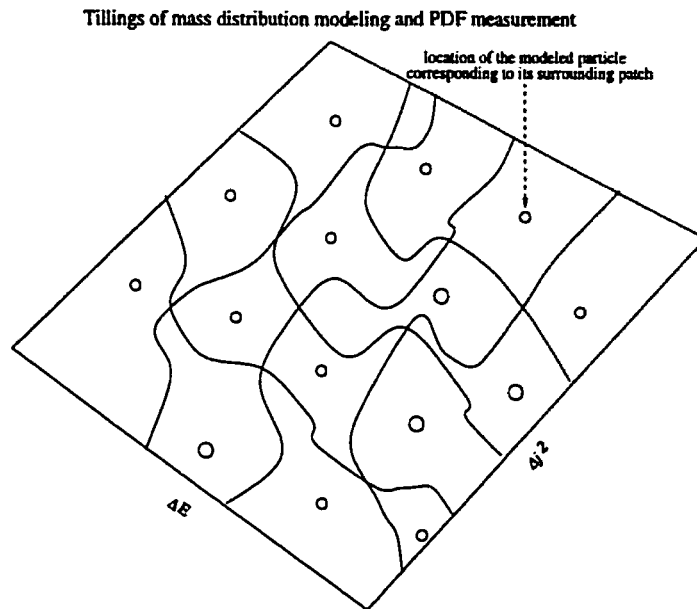 Tillings of mass distribution modeling and PDF measurement
location of the modeled particle
corresponding to its surrounding patch
ΔE
Δj²